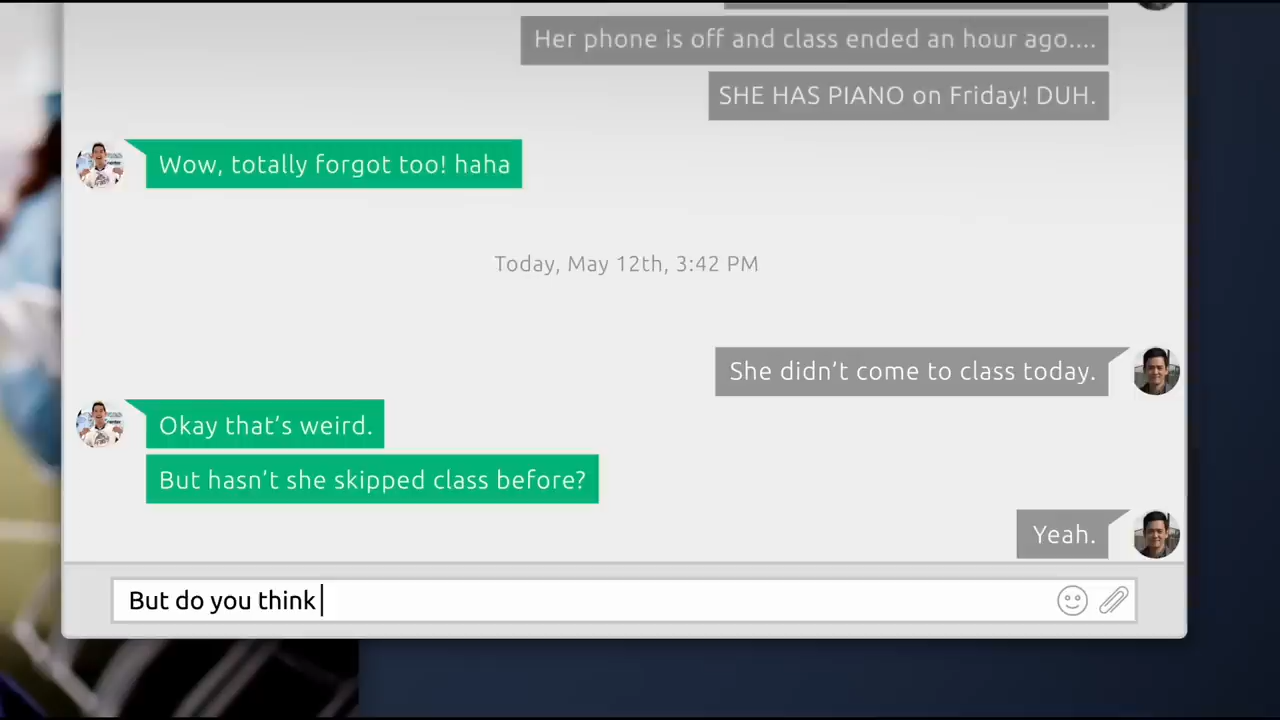 Her phone is off and class ended an hour ago....
SHE HAS PIANO on Friday! DUH.
Wow, totally forgot too! haha
Today, May 12th, 3:42 PM
She didn't come to class today.
Okay that's weird.
But hasn't she skipped class before?
Yeah.
But do you think